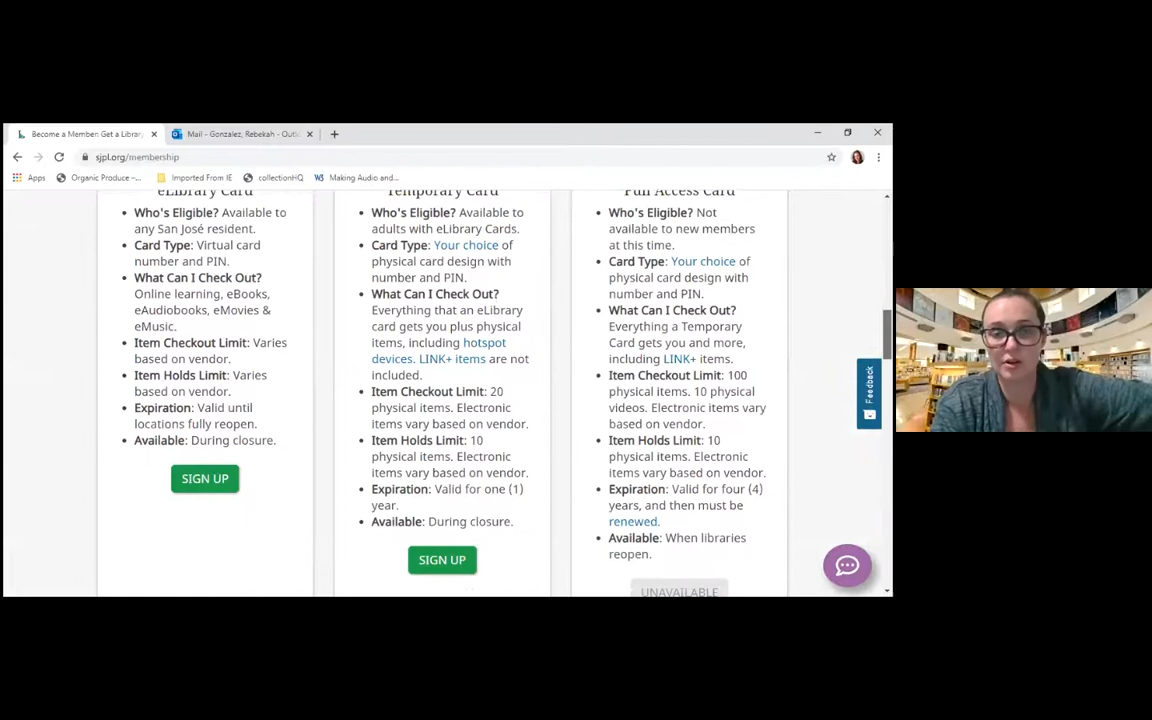 Become a Member: Get a Librar
Mail - Gonzalez, Rebekah - Outl
sjpl.org/membership
Apps
Organic Produce –...
Imported From IE
collectionHQ
W3 Making Audio and...
eLibrary Card
Who's Eligible? Available to
any San José resident.
Card Type: Virtual card
number and PIN.
What Can I Check Out?
Online learning, eBooks,
eAudiobooks, eMovies &
eMusic.
Item Checkout Limit: Varies
based on vendor.
Item Holds Limit: Varies
based on vendor.
Expiration: Valid until
locations fully reopen.
Available: During closure.
SIGN UP
Temporary Card
Who's Eligible? Available to
adults with eLibrary Cards.
Card Type: Your choice of
physical card design with
number and PIN.
What Can I Check Out?
Everything that an eLibrary
card gets you plus physical
items, including hotspot
devices. LINK+ items are not
included.
Item Checkout Limit: 20
physical items. Electronic
items vary based on vendor.
Item Holds Limit: 10
physical items. Electronic
items vary based on vendor.
Expiration: Valid for one (1)
year.
Available: During closure.
SIGN UP
Full Access Card
Who's Eligible? Not
available to new members
at this time.
Card Type: Your choice of
physical card design with
number and PIN.
What Can I Check Out?
Everything a Temporary
Card gets you and more,
including LINK+ items.
Item Checkout Limit: 100
physical items. 10 physical
videos. Electronic items vary
based on vendor.
Item Holds Limit: 10
physical items. Electronic
items vary based on vendor.
Expiration: Valid for four (4)
years, and then must be
renewed.
Available: When libraries
reopen.
UNAVAILABLE
Feedback